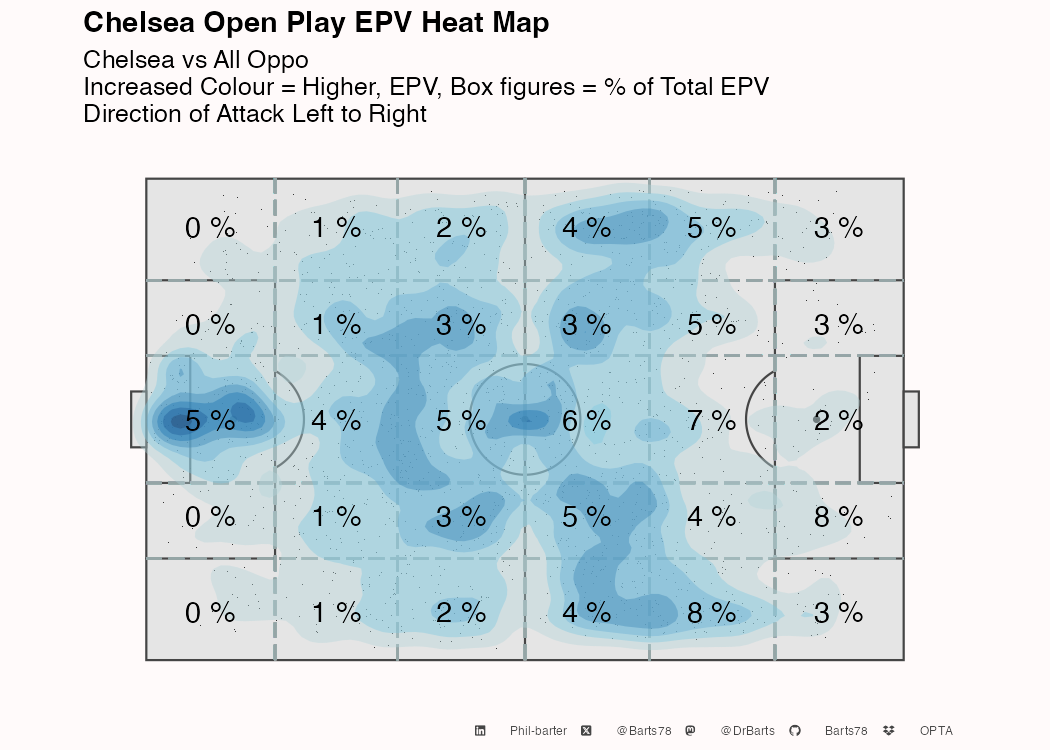 Chelsea Open Play EPV Heat Map
Chelsea vs All Oppo
Increased Colour = Higher, EPV, Box figures = % of Total EPV
Direction of Attack Left to Right
0 % 1 % 2 % 4 % 5 % 3 %
0 % 1 % 3 % 3 % 5 % 3 %
5 % 4 % 5 % 6 % 7 % 2 %
0 % 1 % 3 % 5 % 4 % 8 %
0 % 1 % 2 % 4 % 8 % 3 %
Phil-barter @Barts78 @DrBarts Barts78 OPTA